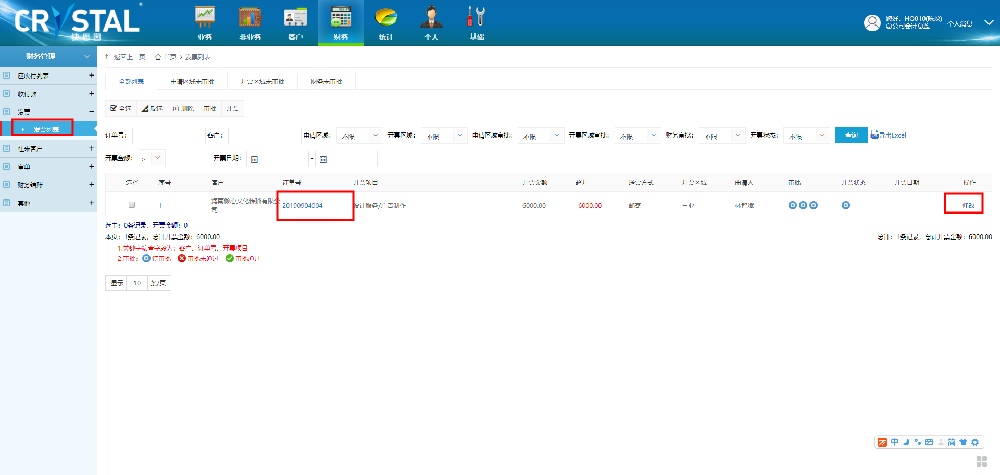 CRYSTAL ®
快思图
业务 非业务 客户 财务 统计 个人 基础
您好，HQ010(陈玟)
总公司会计总监
个人消息
财务管理
应收付列表 +
收付款 +
发票 −
发票列表
往来客户 +
审单 +
财务结账 +
其他 +
返回上一页 首页 > 发票列表
全部列表 申请区域未审批 开票区域未审批 财务未审批
全选 反选 删除 审批 开票
订单号： 客户： 申请区域： 不限 开票区域： 不限 申请区域审批： 不限 开票区域审批： 不限 财务审批： 不限 开票状态： 不限 查询 导出Excel
开票金额： > 开票日期： -
选择 序号 客户 订单号 开票项目 开票金额 超开 送票方式 开票区域 申请人 审批 开票状态 开票日期 操作
1 海南倾心文化传播有限公司 20190904004 设计服务/广告制作 6000.00 -6000.00 邮寄 三亚 林智斌 修改
选中：0条记录，开票金额：0
本页：1条记录，总计开票金额：6000.00 总计：1条记录，总计开票金额：6000.00
1.关键字筛查字段为：客户、订单号、开票项目
2.审批： 待审批， 审批未通过， 审批通过
显示 10 条/页
中 简